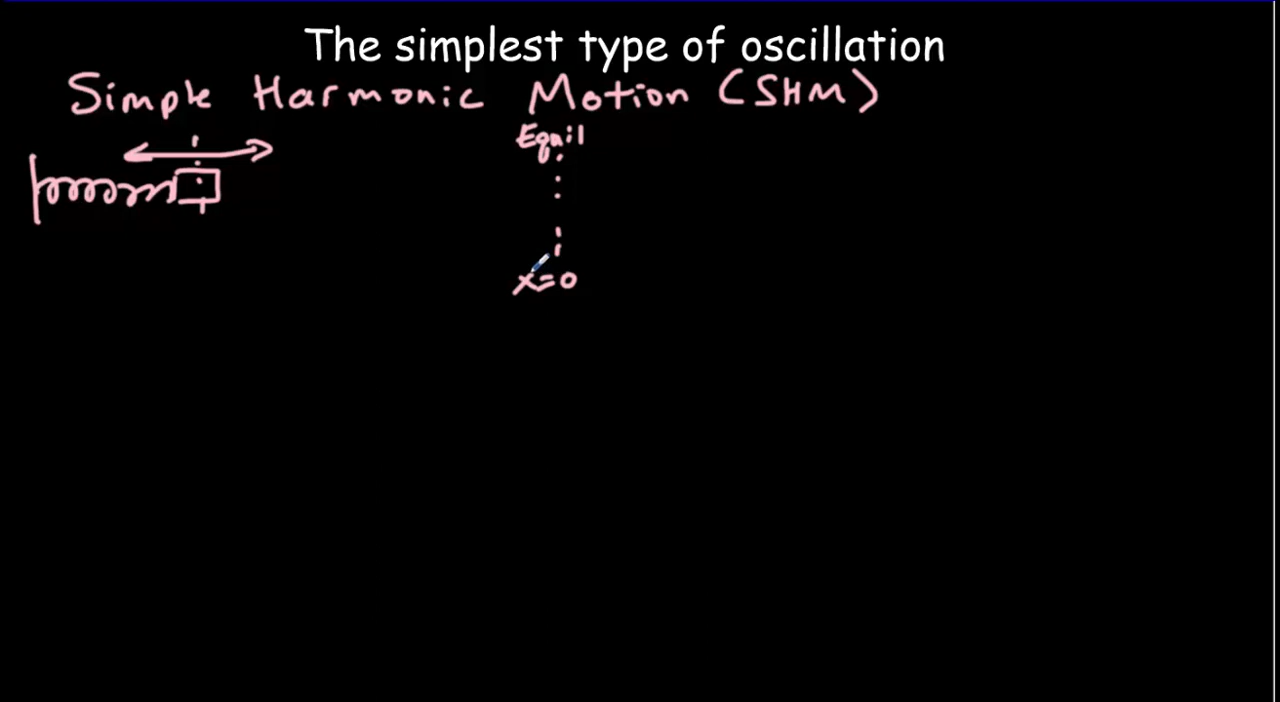 The simplest type of oscillation
Simple Harmonic Motion (SHM)
Equil
x=0